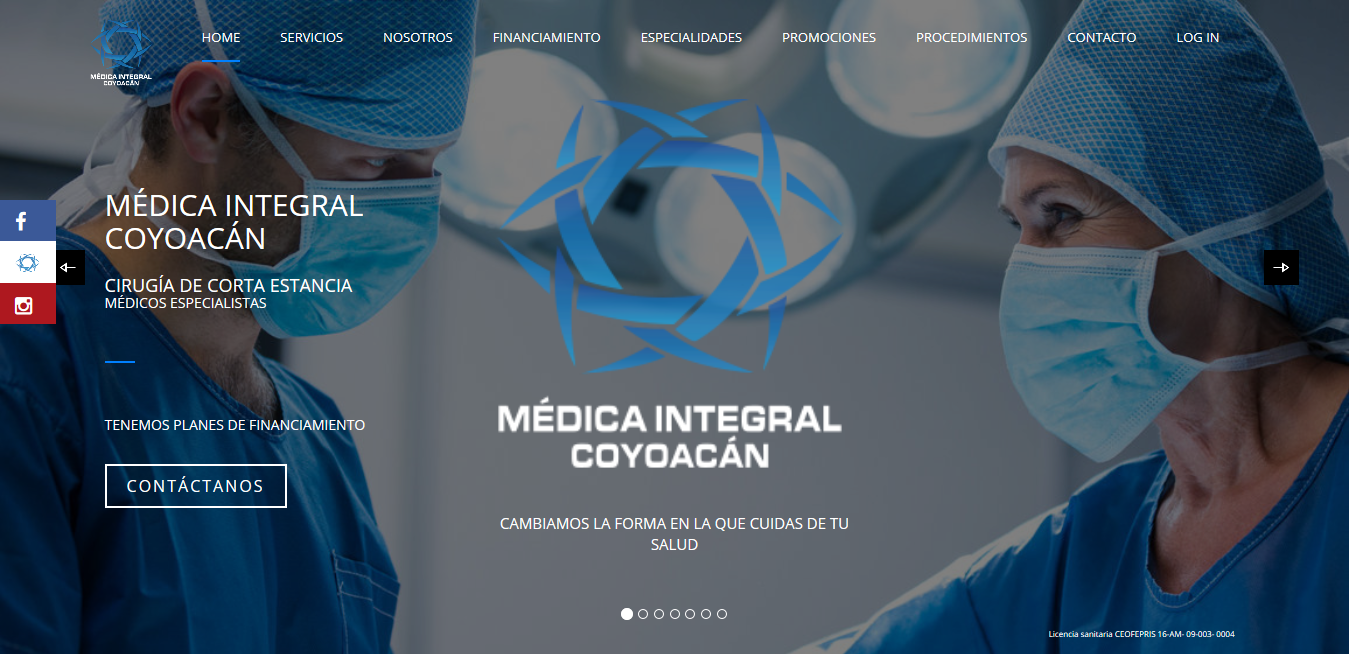 HOME SERVICIOS NOSOTROS FINANCIAMIENTO ESPECIALIDADES PROMOCIONES PROCEDIMIENTOS CONTACTO LOG IN
MÉDICA INTEGRAL
COYOACÁN
MÉDICA INTEGRAL
COYOACÁN
CIRUGÍA DE CORTA ESTANCIA
MÉDICOS ESPECIALISTAS
TENEMOS PLANES DE FINANCIAMIENTO
CONTÁCTANOS
MÉDICA INTEGRAL
COYOACÁN
CAMBIAMOS LA FORMA EN LA QUE CUIDAS DE TU
SALUD
Licencia sanitaria CEOFEPRIS 16-AM- 09-003- 0004